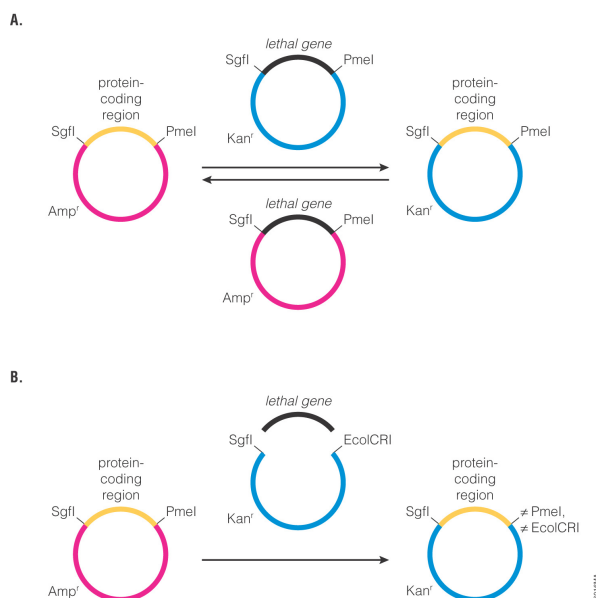 A.
lethal gene
SgfI
PmeI
protein-
coding
region
SgfI
PmeI
Kanʳ
protein-
coding
region
SgfI
PmeI
Ampʳ
Kanʳ
lethal gene
SgfI
PmeI
Ampʳ
B.
lethal gene
SgfI
EcoICRI
protein-
coding
region
SgfI
PmeI
Kanʳ
protein-
coding
region
SgfI
≠ PmeI,
≠ EcoICRI
Ampʳ
Kanʳ